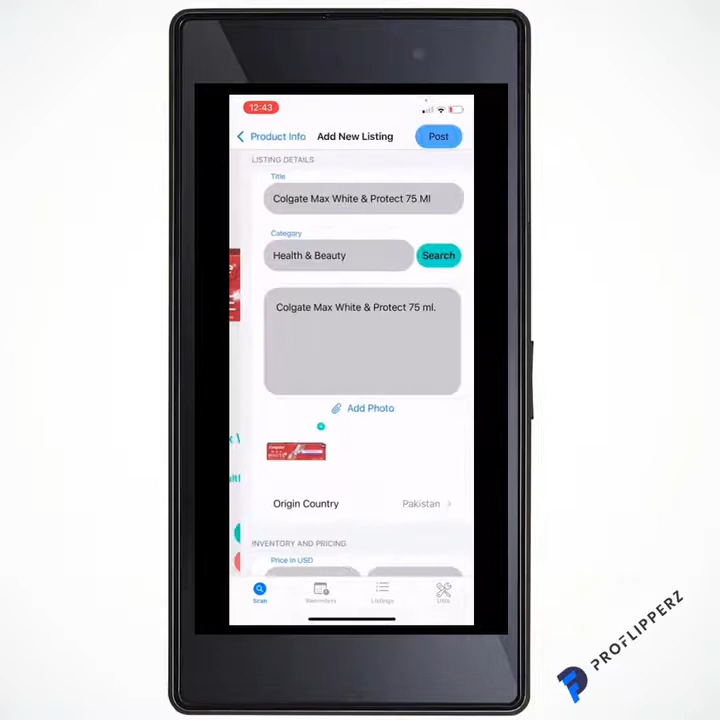 12:43
Product Info Add New Listing Post
LISTING DETAILS
Title
Colgate Max White & Protect 75 Ml
Category
Health & Beauty Search
Colgate Max White & Protect 75 ml.
Add Photo
Origin Country Pakistan
INVENTORY AND PRICING
Price in USD
Scan Reminders Listings Utils
PROFLIPPERZ